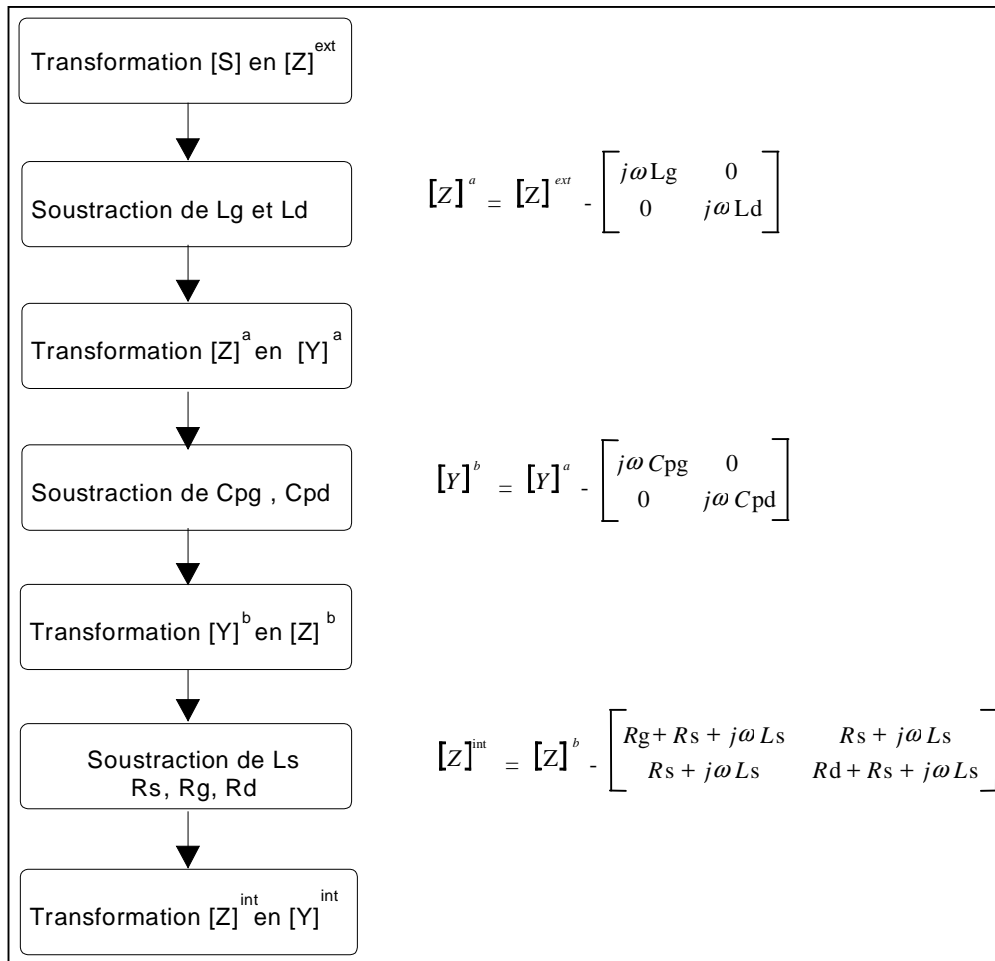 Transformation [S] en [Z]^ext
Soustraction de Lg et Ld
[Z]^a = [Z]^ext - [jωLg 0
0 jωLd]
Transformation [Z]^a en [Y]^a
Soustraction de Cpg , Cpd
[Y]^b = [Y]^a - [jωCpg 0
0 jωCpd]
Transformation [Y]^b en [Z]^b
Soustraction de Ls
Rs, Rg, Rd
[Z]^int = [Z]^b - [Rg+Rs+jωLs Rs+jωLs
Rs+jωLs Rd+Rs+jωLs]
Transformation [Z]^int en [Y]^int